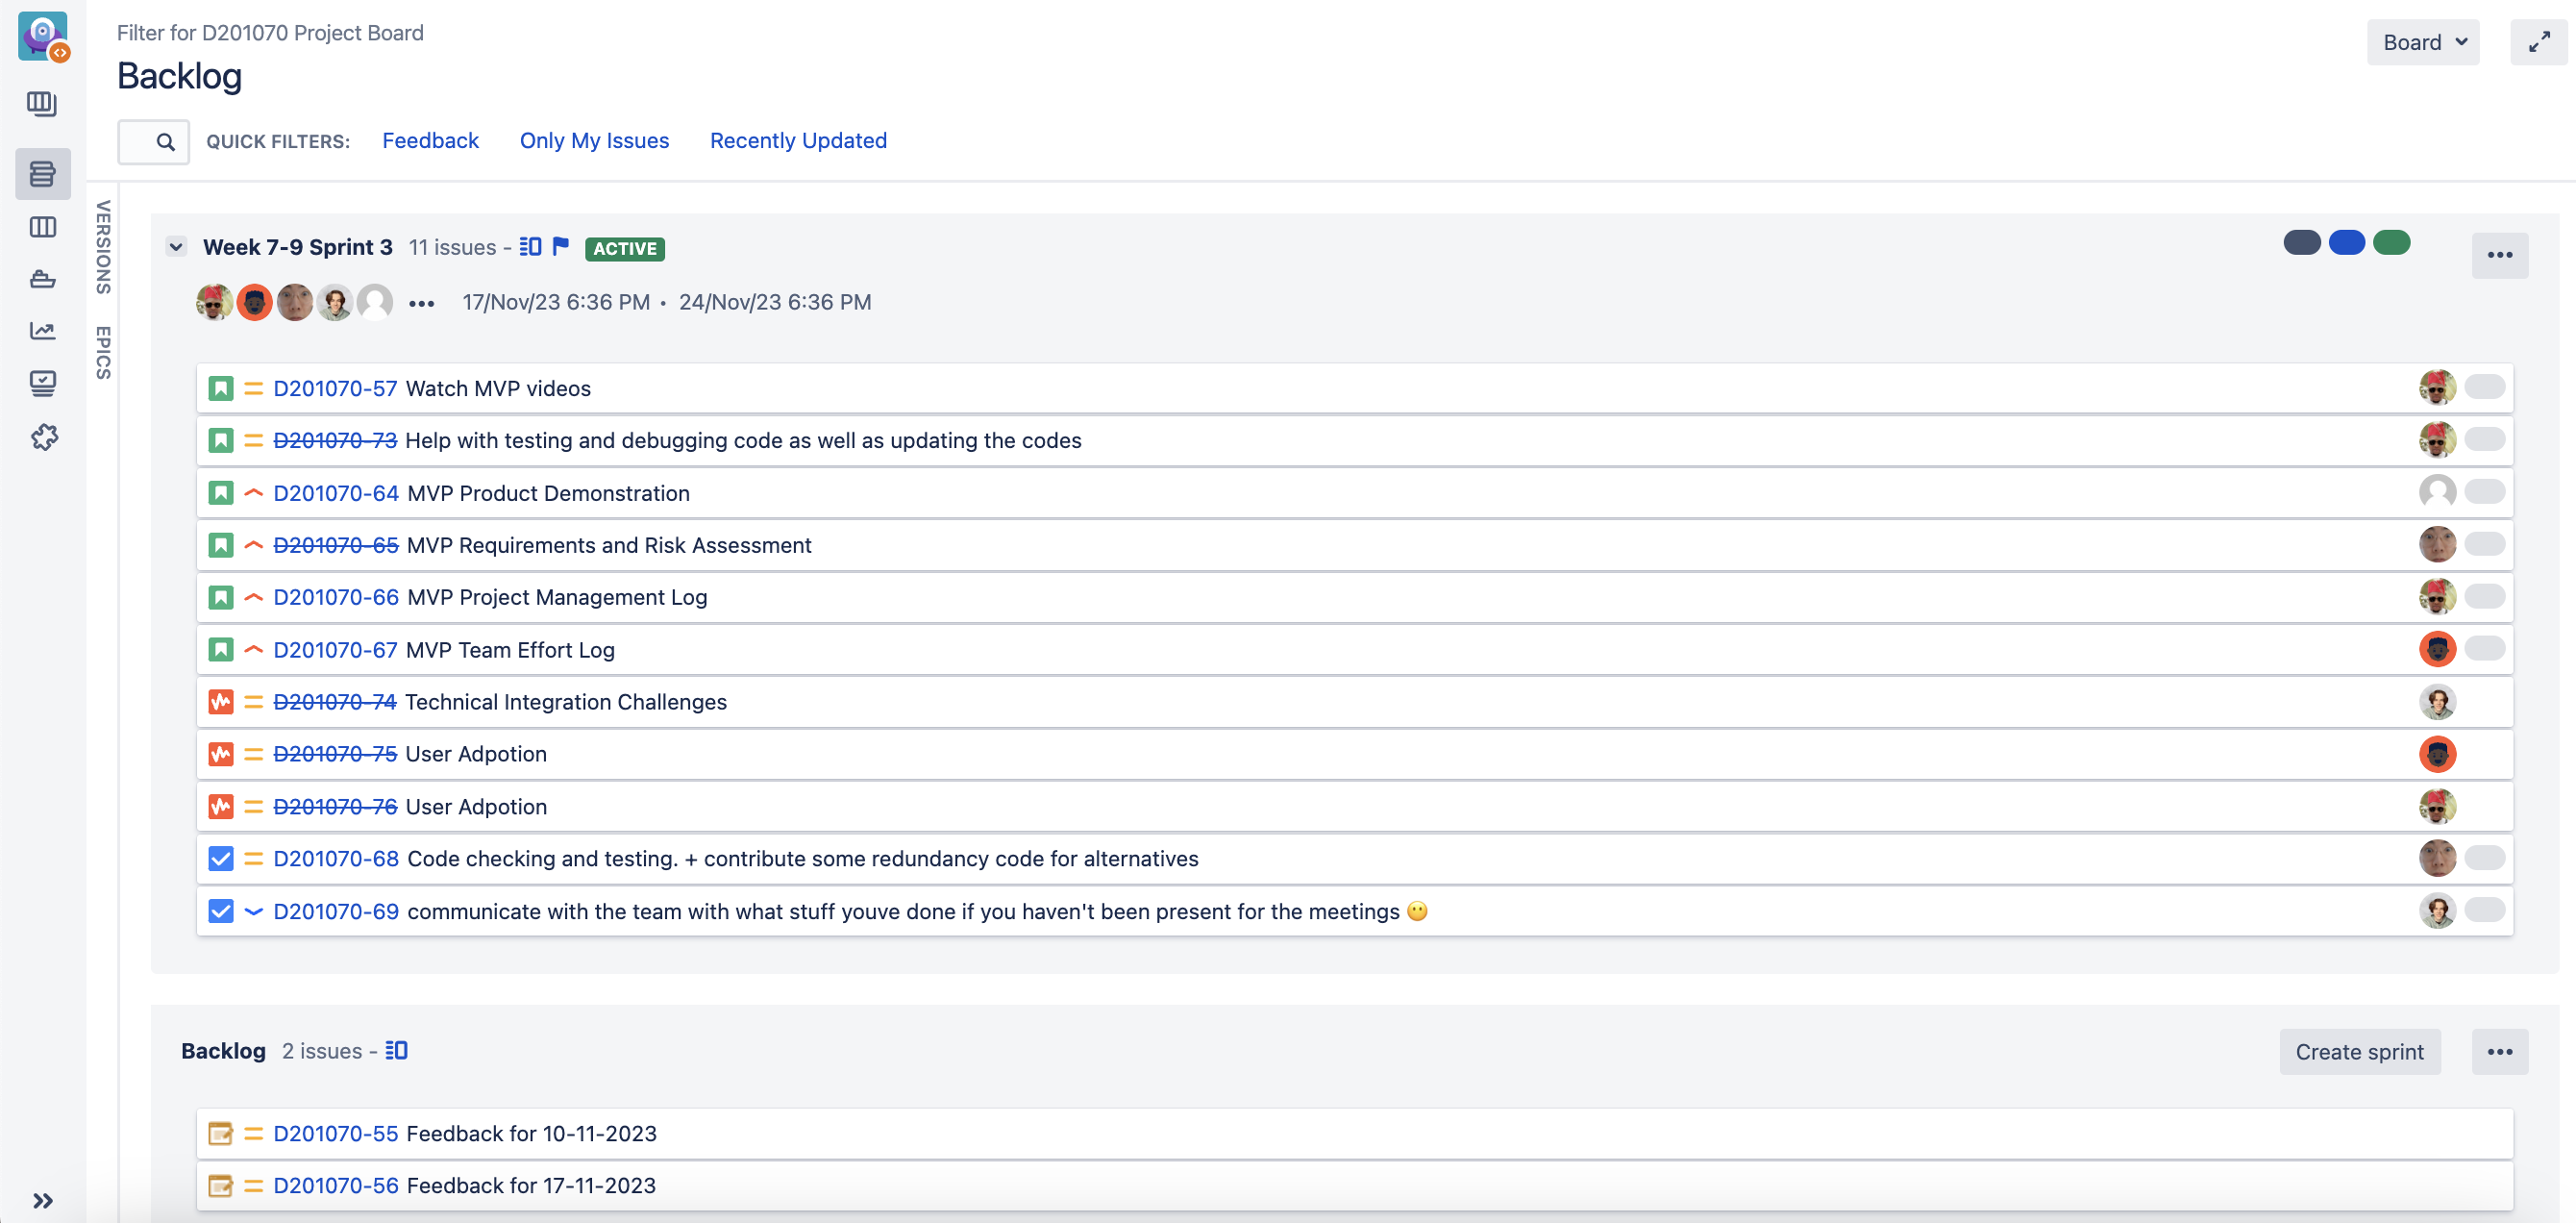 Filter for D201070 Project Board
Backlog
Board
QUICK FILTERS: Feedback Only My Issues Recently Updated
VERSIONS
EPICS
Week 7-9 Sprint 3 11 issues - ACTIVE
17/Nov/23 6:36 PM • 24/Nov/23 6:36 PM
D201070-57 Watch MVP videos
D201070-73 Help with testing and debugging code as well as updating the codes
D201070-64 MVP Product Demonstration
D201070-65 MVP Requirements and Risk Assessment
D201070-66 MVP Project Management Log
D201070-67 MVP Team Effort Log
D201070-74 Technical Integration Challenges
D201070-75 User Adpotion
D201070-76 User Adpotion
D201070-68 Code checking and testing. + contribute some redundancy code for alternatives
D201070-69 communicate with the team with what stuff youve done if you haven't been present for the meetings 😶
Backlog 2 issues -
Create sprint
D201070-55 Feedback for 10-11-2023
D201070-56 Feedback for 17-11-2023